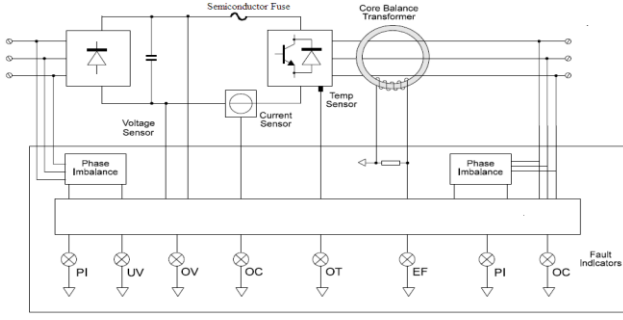 Semiconductor Fuse
Core Balance
Transformer
Temp
Sensor
Current
Sensor
Voltage
Sensor
Phase
Imbalance
Phase
Imbalance
PI
UV
OV
OC
OT
EF
PI
OC
Fault
Indicators